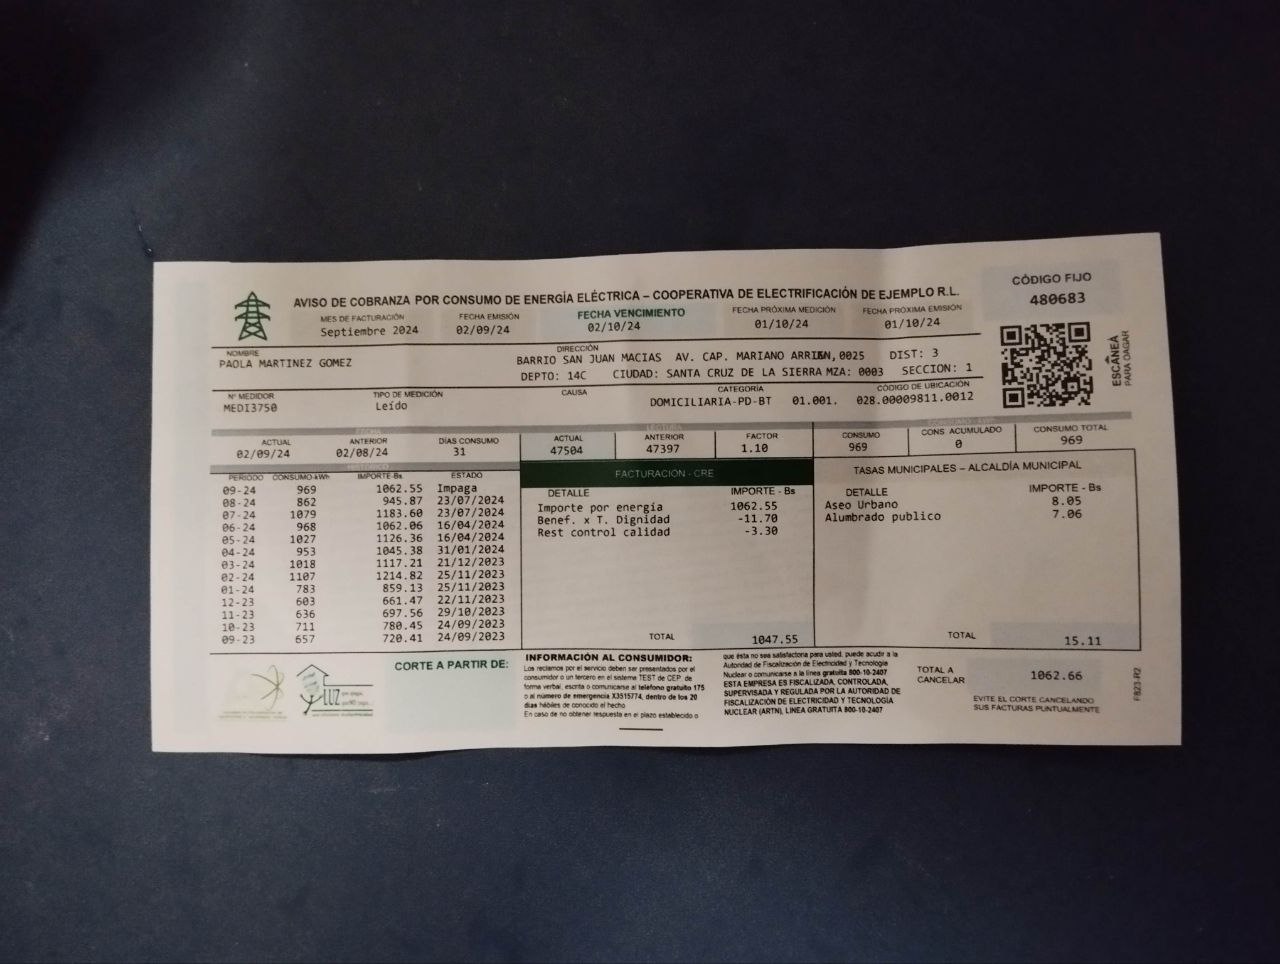 AVISO DE COBRANZA POR CONSUMO DE ENERGÍA ELÉCTRICA – COOPERATIVA DE ELECTRIFICACIÓN DE EJEMPLO R.L.
CÓDIGO FIJO
480683
MES DE FACTURACIÓN FECHA EMISIÓN FECHA VENCIMIENTO FECHA PRÓXIMA MEDICIÓN FECHA PRÓXIMA EMISIÓN
Septiembre 2024 02/09/24 02/10/24 01/10/24 01/10/24
ESCANEÁ
PARA
NOMBRE DIRECCIÓN
PAOLA MARTINEZ GOMEZ BARRIO SAN JUAN MACIAS AV. CAP. MARIANO 0025 DIST: 3
DEPTO: 14C CIUDAD: SANTA CRUZ DE LA SIERRA MZA: 0003 SECCION: 1
Nº MEDIDOR TIPO DE MEDICIÓN CAUSA CATEGORÍA CÓDIGO DE UBICACIÓN
MEDI3750 Leído DOMICILIARIA-PD-BT 01.001. 028.00009811.0012
FECHA LECTURA
ACTUAL ANTERIOR DÍAS CONSUMO ACTUAL ANTERIOR FACTOR CONSUMO CONS ACUMULADO CONSUMO TOTAL
02/09/24 02/08/24 31 47504 47397 1.10 969 0 969
HISTÓRICO
PERIODO CONSUMO-kWh IMPORTE-Bs ESTADO
09-24 969 1062.55 Impaga
08-24 862 945.87 23/07/2024
07-24 1079 1183.60 23/07/2024
06-24 968 1062.06 16/04/2024
05-24 1027 1126.36 16/04/2024
04-24 953 1045.38 31/01/2024
03-24 1018 1117.21 21/12/2023
02-24 1107 1214.82 25/11/2023
01-24 783 859.13 25/11/2023
12-23 603 661.47 22/11/2023
11-23 636 697.56 29/10/2023
10-23 711 780.45 24/09/2023
09-23 657 720.41 24/09/2023
FACTURACION - CRE
DETALLE IMPORTE - Bs
Importe por energía 1062.55
Benef. x T. Dignidad -11.70
Rest control calidad -3.30
TOTAL 1047.55
TASAS MUNICIPALES – ALCALDÍA MUNICIPAL
DETALLE IMPORTE - Bs
Aseo Urbano 8.05
Alumbrado publico 7.06
TOTAL 15.11
LUZ
CORTE A PARTIR DE:
INFORMACIÓN AL CONSUMIDOR:
Los reclamos por el servicio deben ser presentados por el
consumidor o un tercero en el sistema TEST de CEP, de
forma verbal, escrita o comunicarse al teléfono gratuito 175
o al número de emergencia X3515774, dentro de los 20
días hábiles de conocido el hecho
En caso de no obtener respuesta en el plazo establecido o
que ésta no sea satisfactoria para usted, puede acudir a la
Autoridad de Fiscalización de Electricidad y Tecnología
Nuclear o comunicarse a la línea gratuita 800-10-2407
ESTA EMPRESA ES FISCALIZADA, CONTROLADA,
SUPERVISADA Y REGULADA POR LA AUTORIDAD DE
FISCALIZACIÓN DE ELECTRICIDAD Y TECNOLOGÍA
NUCLEAR (ARTN), LINEA GRATUITA 800-10-2407
TOTAL A
CANCELAR 1062.66
EVITE EL CORTE CANCELANDO
SUS FACTURAS PUNTUALMENTE
F823-R2